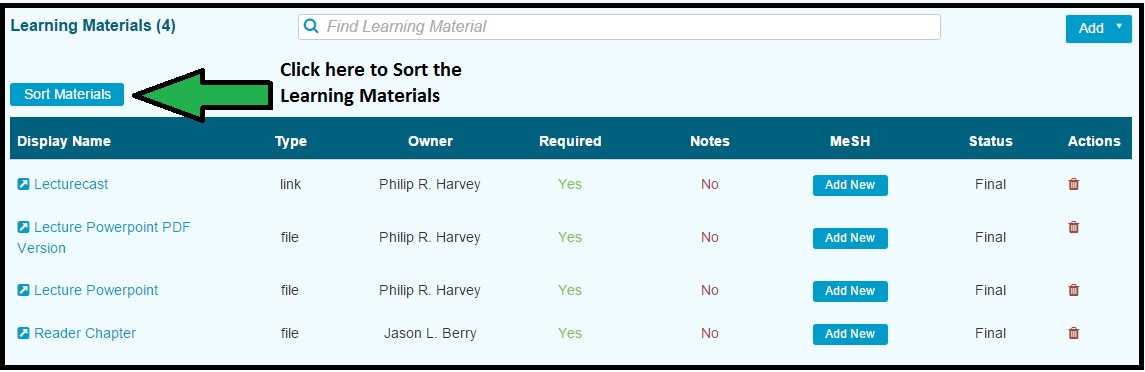 Learning Materials (4)
Find Learning Material
Add
Click here to Sort the
Learning Materials
Sort Materials
Display Name Type Owner Required Notes MeSH Status Actions
Lecturecast link Philip R. Harvey Yes No Add New Final
Lecture Powerpoint PDF
Version file Philip R. Harvey Yes No Add New Final
Lecture Powerpoint file Philip R. Harvey Yes No Add New Final
Reader Chapter file Jason L. Berry Yes No Add New Final